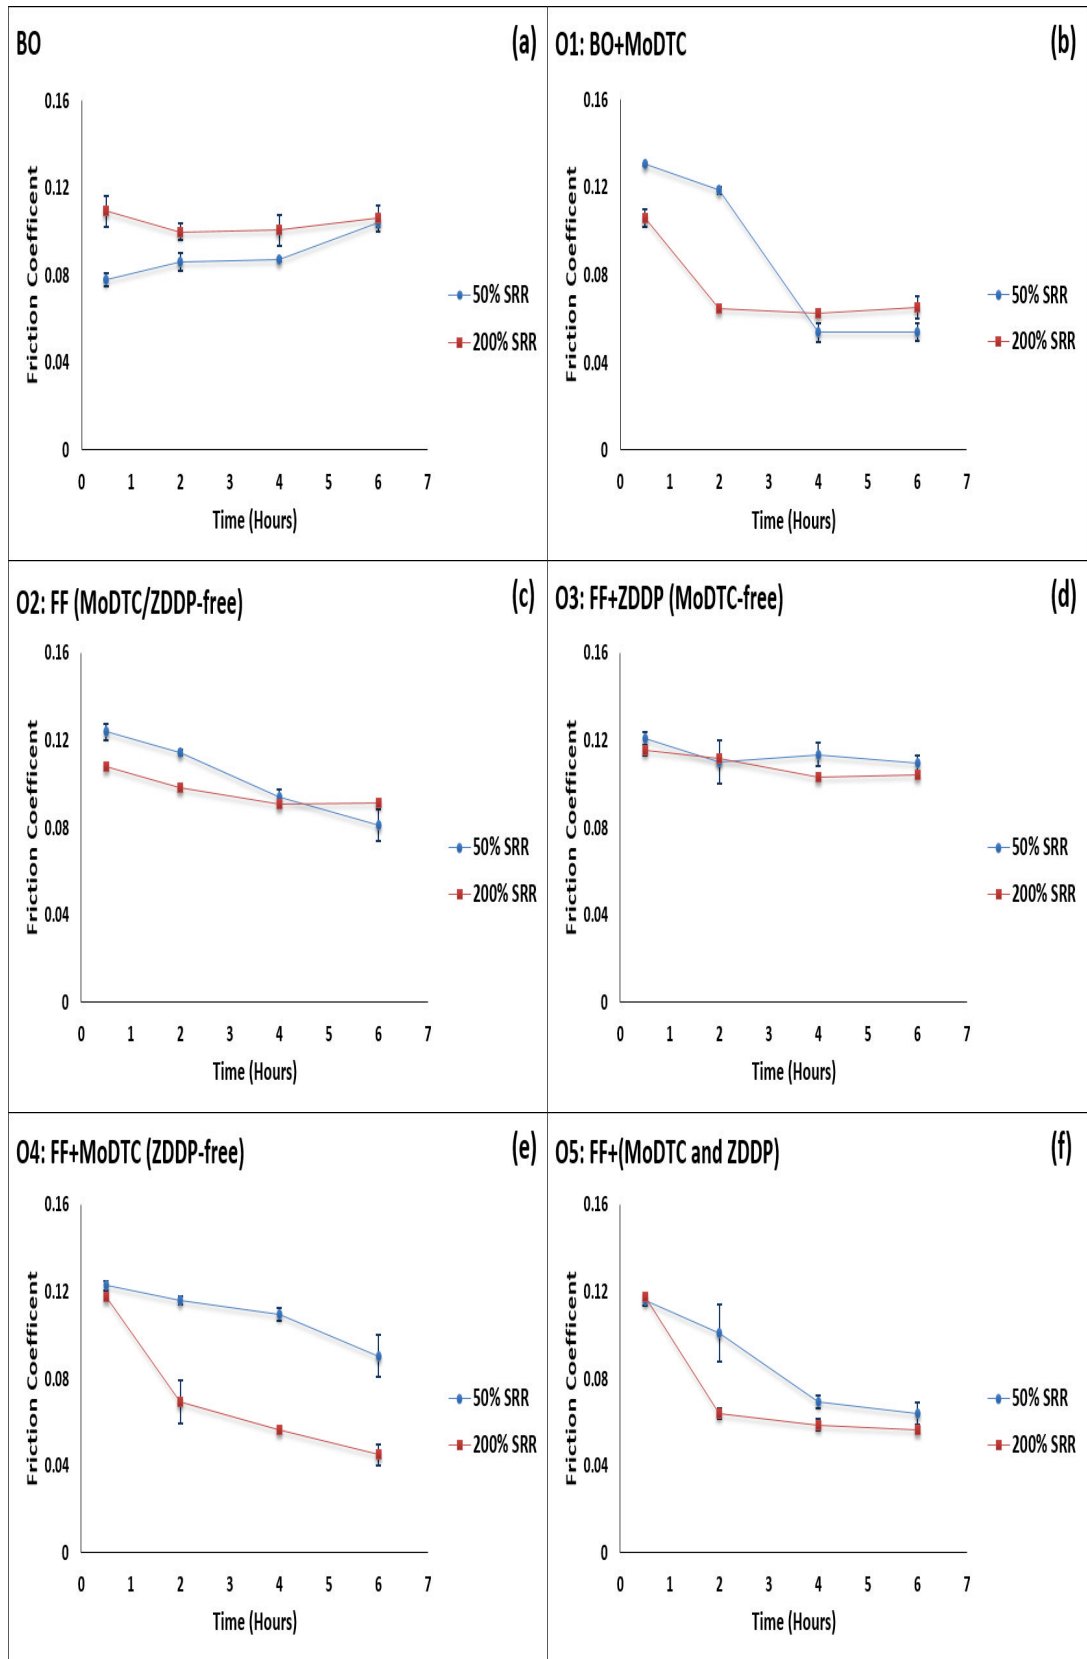 BO (a)
0.16
0.12
0.08
0.04
0
Friction Coefficent
0 1 2 3 4 5 6 7
Time (Hours)
50% SRR
200% SRR
O1: BO+MoDTC (b)
0.16
0.12
0.08
0.04
0
Friction Coefficent
0 1 2 3 4 5 6 7
Time (Hours)
50% SRR
200% SRR
O2: FF (MoDTC/ZDDP-free) (c)
0.16
0.12
0.08
0.04
0
Friction Coefficent
0 1 2 3 4 5 6 7
Time (Hours)
50% SRR
200% SRR
O3: FF+ZDDP (MoDTC-free) (d)
0.16
0.12
0.08
0.04
0
Friction Coefficent
0 1 2 3 4 5 6 7
Time (Hours)
50% SRR
200% SRR
O4: FF+MoDTC (ZDDP-free) (e)
0.16
0.12
0.08
0.04
0
Friction Coefficent
0 1 2 3 4 5 6 7
Time (Hours)
50% SRR
200% SRR
O5: FF+(MoDTC and ZDDP) (f)
0.16
0.12
0.08
0.04
0
Friction Coefficent
0 1 2 3 4 5 6 7
Time (Hours)
50% SRR
200% SRR